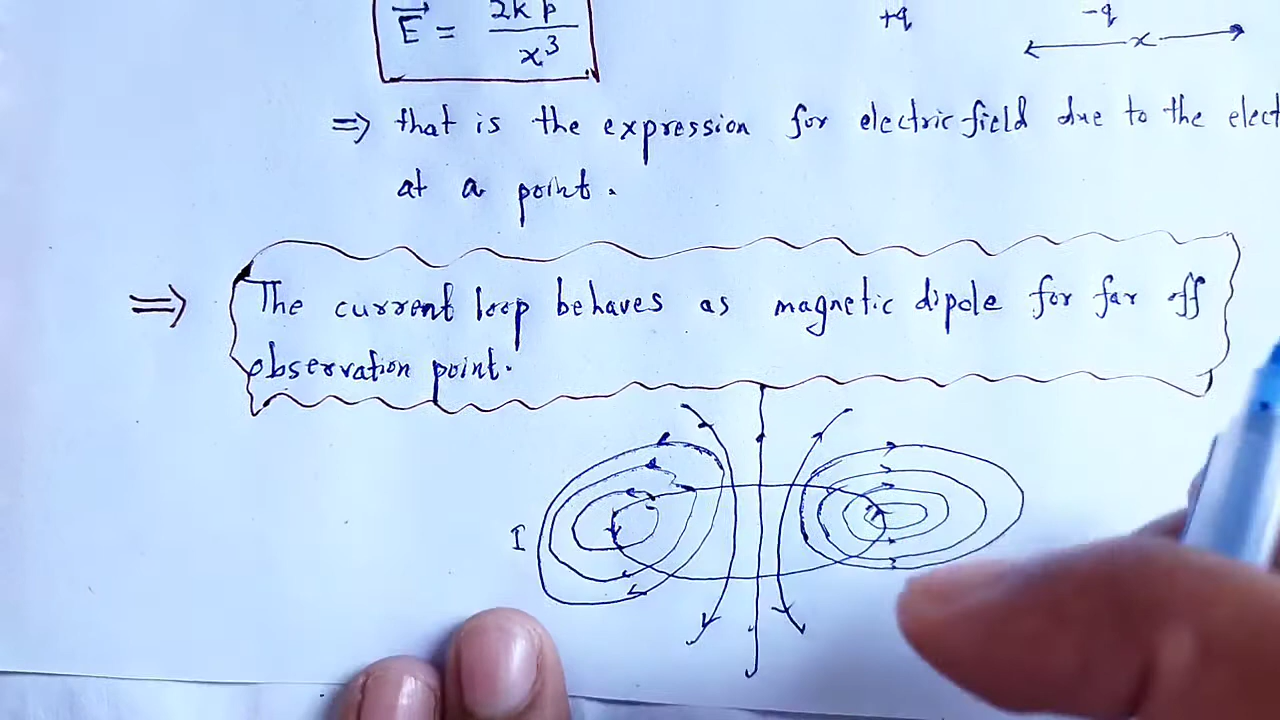 E = 2kp / x³
+q -q
x
=> that is the expression for electric field due to the
at a point.
=> The current loop behaves as magnetic dipole for far off
observation point.
I